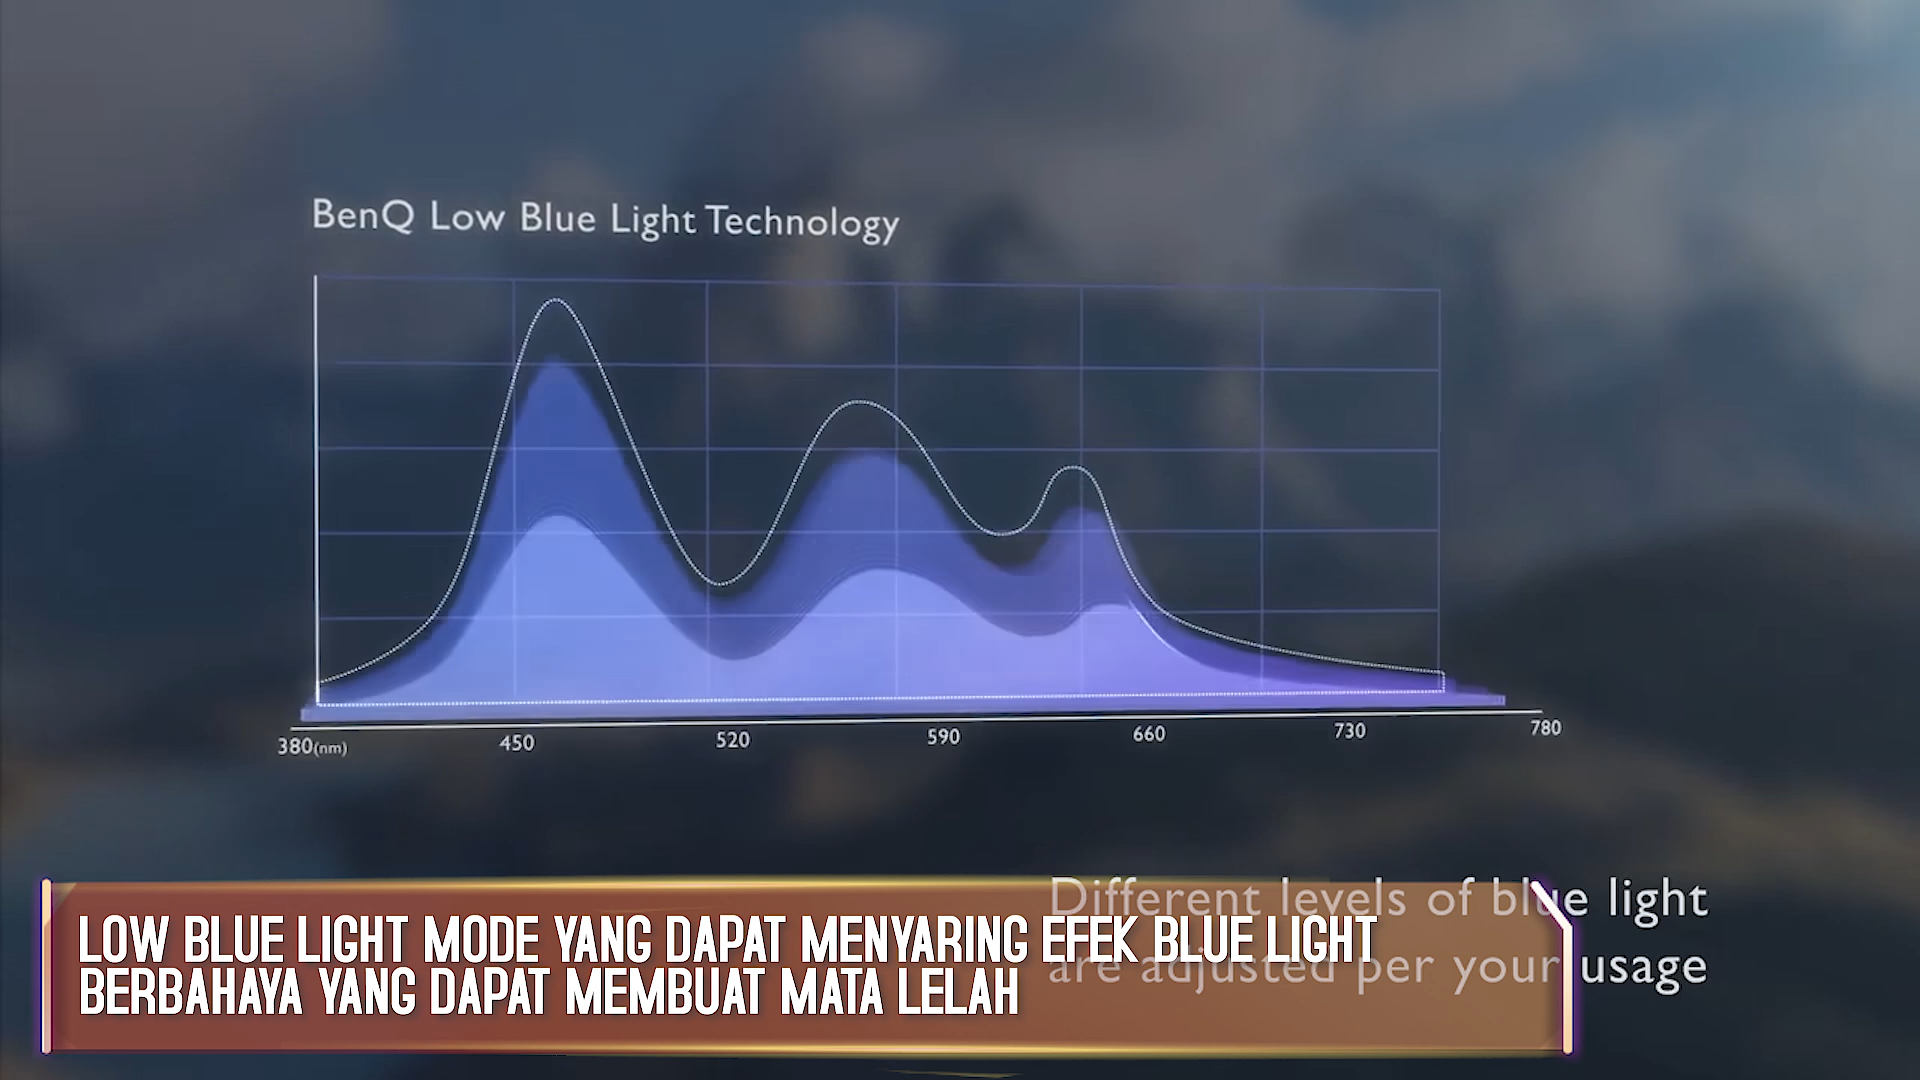 BenQ Low Blue Light Technology
380(nm) 450 520 590 660 730 780
Different levels of blue light
are adjusted per your usage
LOW BLUE LIGHT MODE YANG DAPAT MENYARING EFEK BLUE LIGHT
BERBAHAYA YANG DAPAT MEMBUAT MATA LELAH